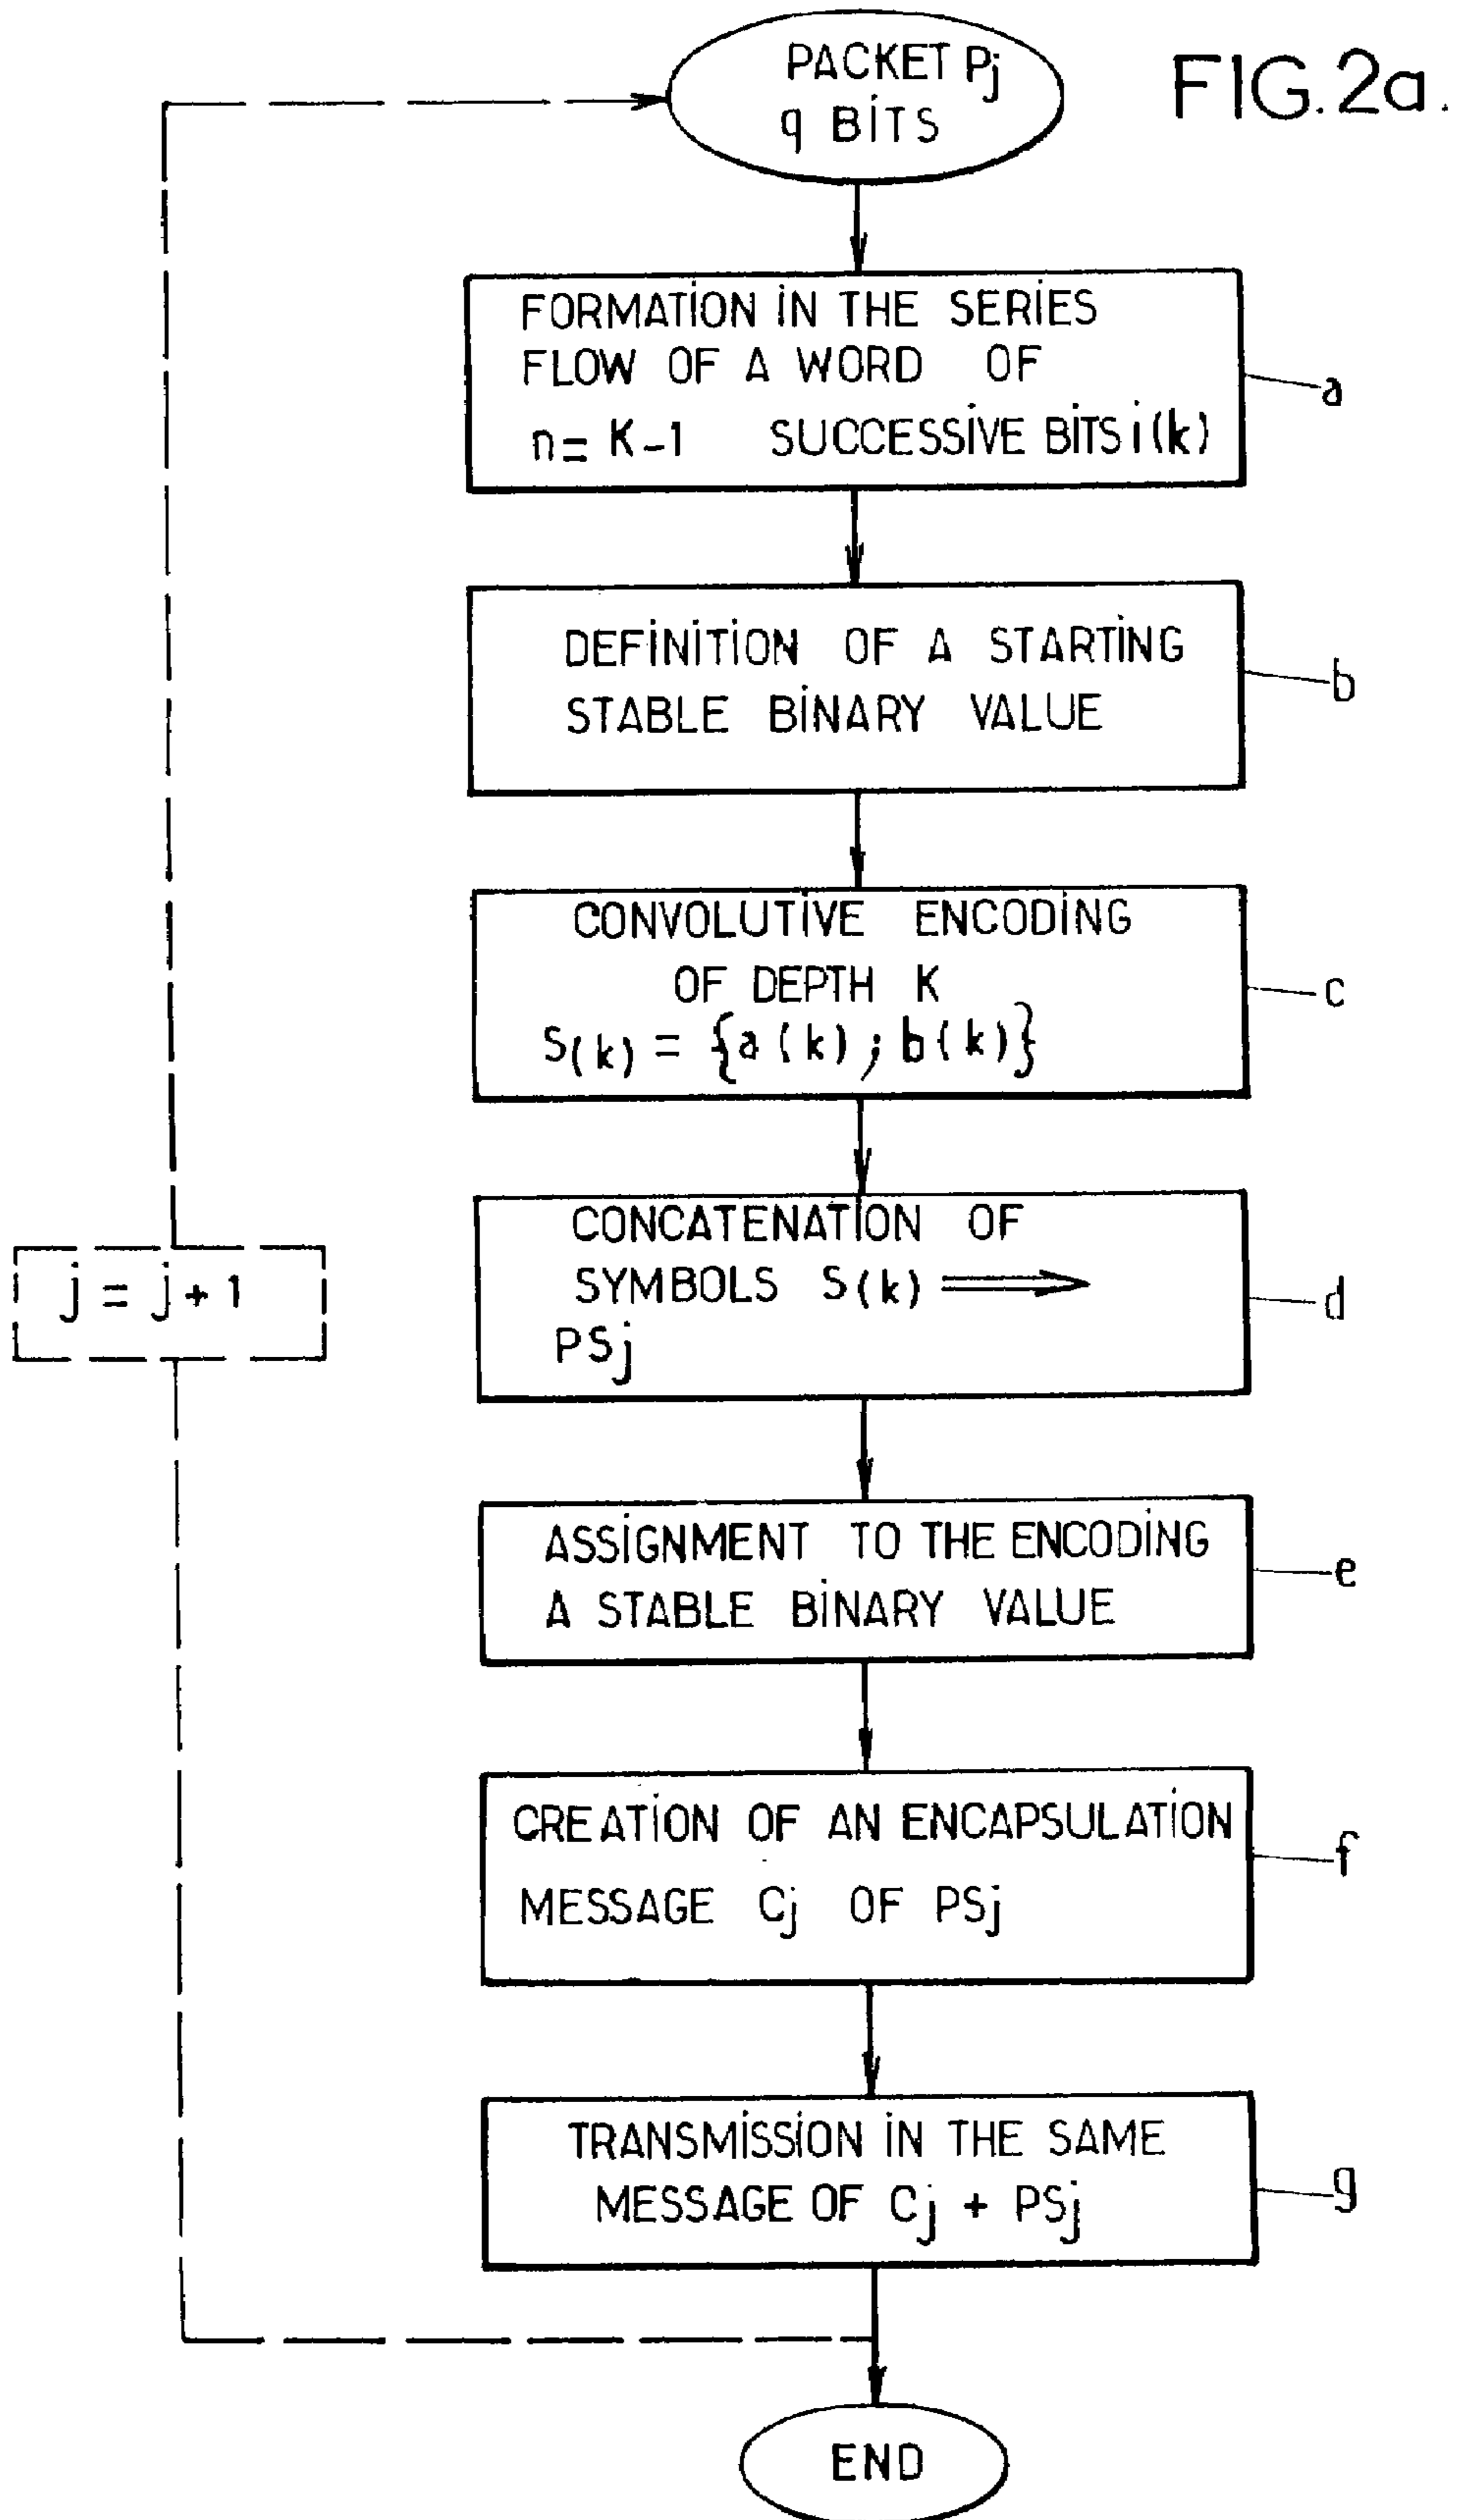 FIG.2a.
PACKET Pj
q BITS
FORMATION IN THE SERIES
FLOW OF A WORD OF
n = K-1 SUCCESSIVE BITS i(k)
a
DEFINITION OF A STARTING
STABLE BINARY VALUE
b
CONVOLUTIVE ENCODING
OF DEPTH K
S(k) = {a(k); b(k)}
c
CONCATENATION OF
SYMBOLS S(k) ⟹
PSj
d
j = j+1
ASSIGNMENT TO THE ENCODING
A STABLE BINARY VALUE
e
CREATION OF AN ENCAPSULATION
MESSAGE Cj OF PSj
f
TRANSMISSION IN THE SAME
MESSAGE OF Cj + PSj
g
END